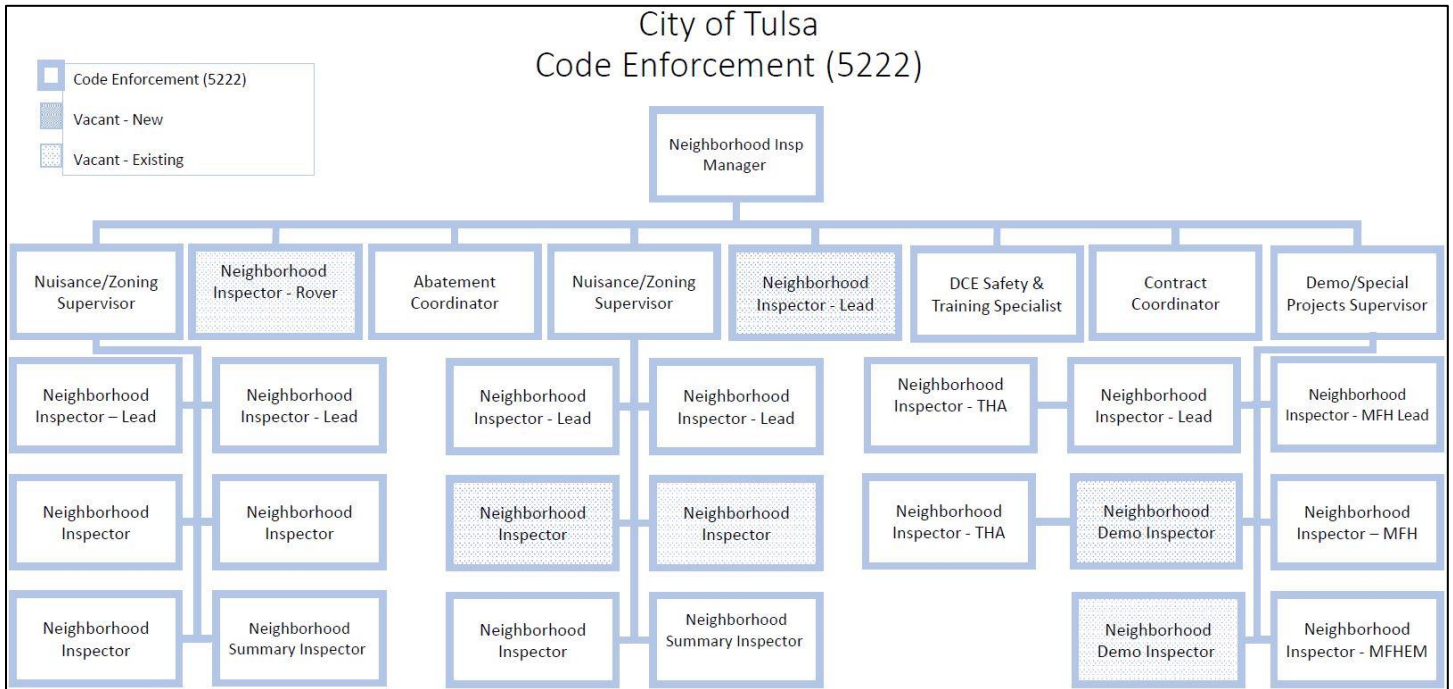 City of Tulsa
Code Enforcement (5222)
Code Enforcement (5222)
Vacant - New
Vacant - Existing
Neighborhood Insp
Manager
Nuisance/Zoning
Supervisor
Neighborhood
Inspector - Rover
Abatement
Coordinator
Nuisance/Zoning
Supervisor
Neighborhood
Inspector - Lead
DCE Safety &
Training Specialist
Contract
Coordinator
Demo/Special
Projects Supervisor
Neighborhood
Inspector – Lead
Neighborhood
Inspector - Lead
Neighborhood
Inspector - Lead
Neighborhood
Inspector - Lead
Neighborhood
Inspector - THA
Neighborhood
Inspector - Lead
Neighborhood
Inspector - MFH Lead
Neighborhood
Inspector
Neighborhood
Inspector
Neighborhood
Inspector
Neighborhood
Inspector
Neighborhood
Inspector - THA
Neighborhood
Demo Inspector
Neighborhood
Inspector – MFH
Neighborhood
Inspector
Neighborhood
Summary Inspector
Neighborhood
Inspector
Neighborhood
Summary Inspector
Neighborhood
Demo Inspector
Neighborhood
Inspector - MFHEM